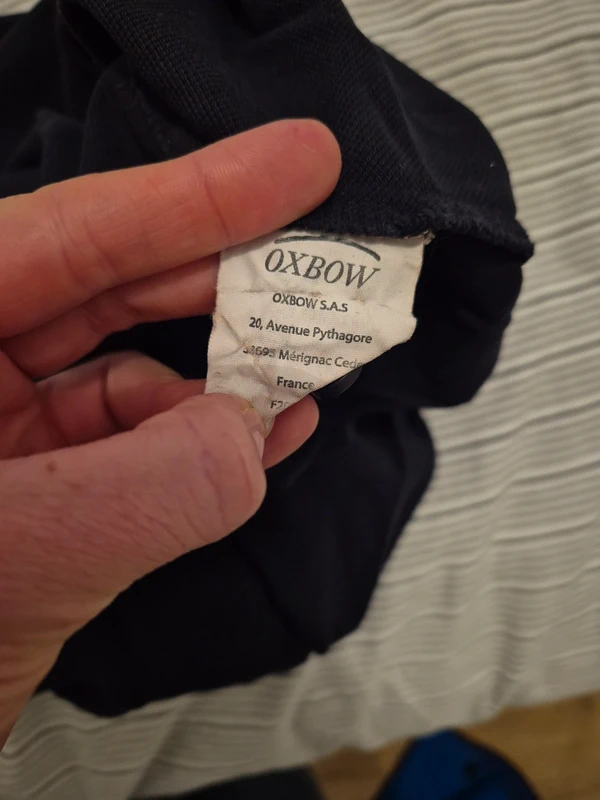 OXBOW
OXBOW S.A.S
20, Avenue Pythagore
Mérignac
France